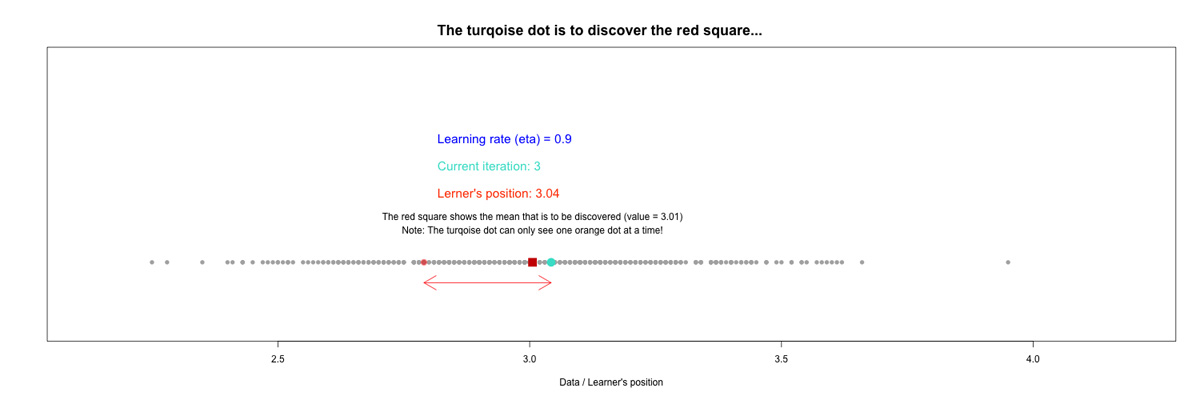 The turqoise dot is to discover the red square...
Learning rate (eta) = 0.9
Current iteration: 3
Lerner's position: 3.04
The red square shows the mean that is to be discovered (value = 3.01)
Note: The turqoise dot can only see one orange dot at a time!
2.5 3.0 3.5 4.0
Data / Learner's position